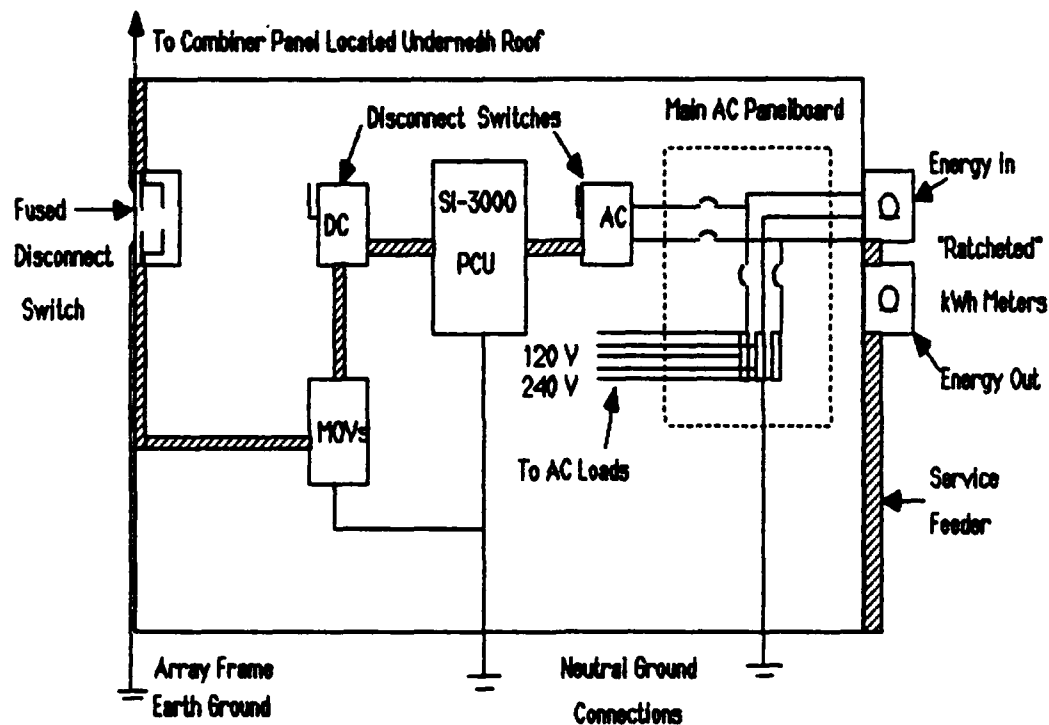 To Combiner Panel Located Underneath Roof
Disconnect Switches
Main AC Panelboard
Energy In
Fused
Disconnect
Switch
DC
SI-3000
PCU
AC
"Ratcheted"
kWh Meters
120 V
240 V
Energy Out
MOVs
To AC Loads
Service
Feeder
Array Frame
Earth Ground
Neutral Ground
Connections